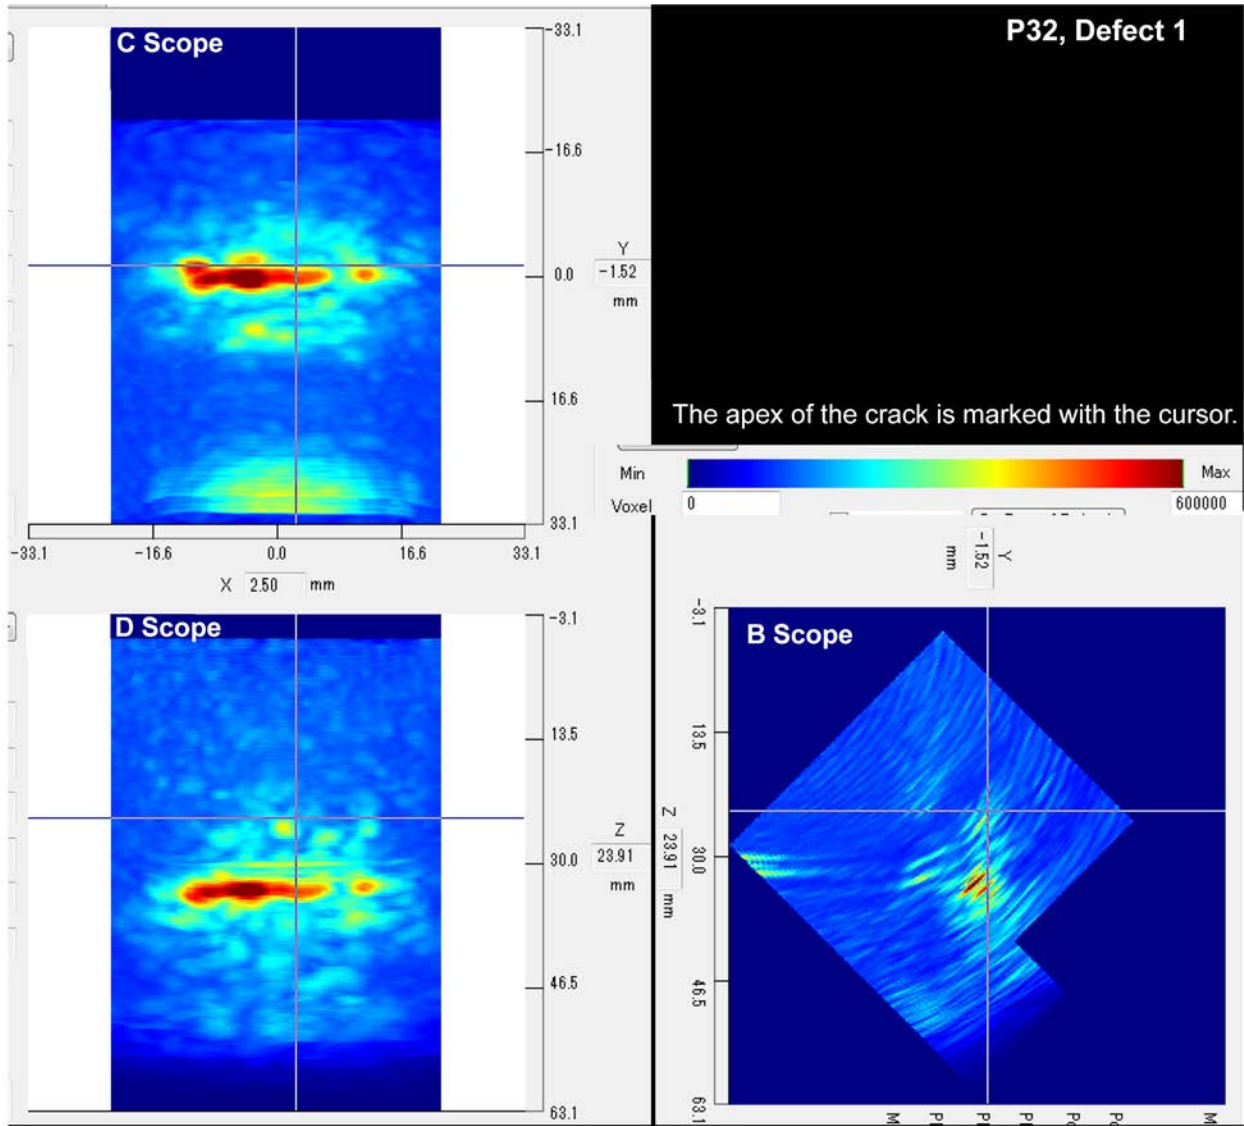 C Scope
-33.1
-16.6
0.0
16.6
33.1
Y
-1.52
mm
-33.1
-16.6
0.0
16.6
33.1
X 2.50 mm
P32, Defect 1
The apex of the crack is marked with the cursor.
Min
Max
Voxel
0
600000
D Scope
-3.1
13.5
30.0
46.5
63.1
Z
23.91
mm
Y
-1.52
mm
B Scope
-3.1
13.5
30.0
46.5
63.1
Z
23.91
mm